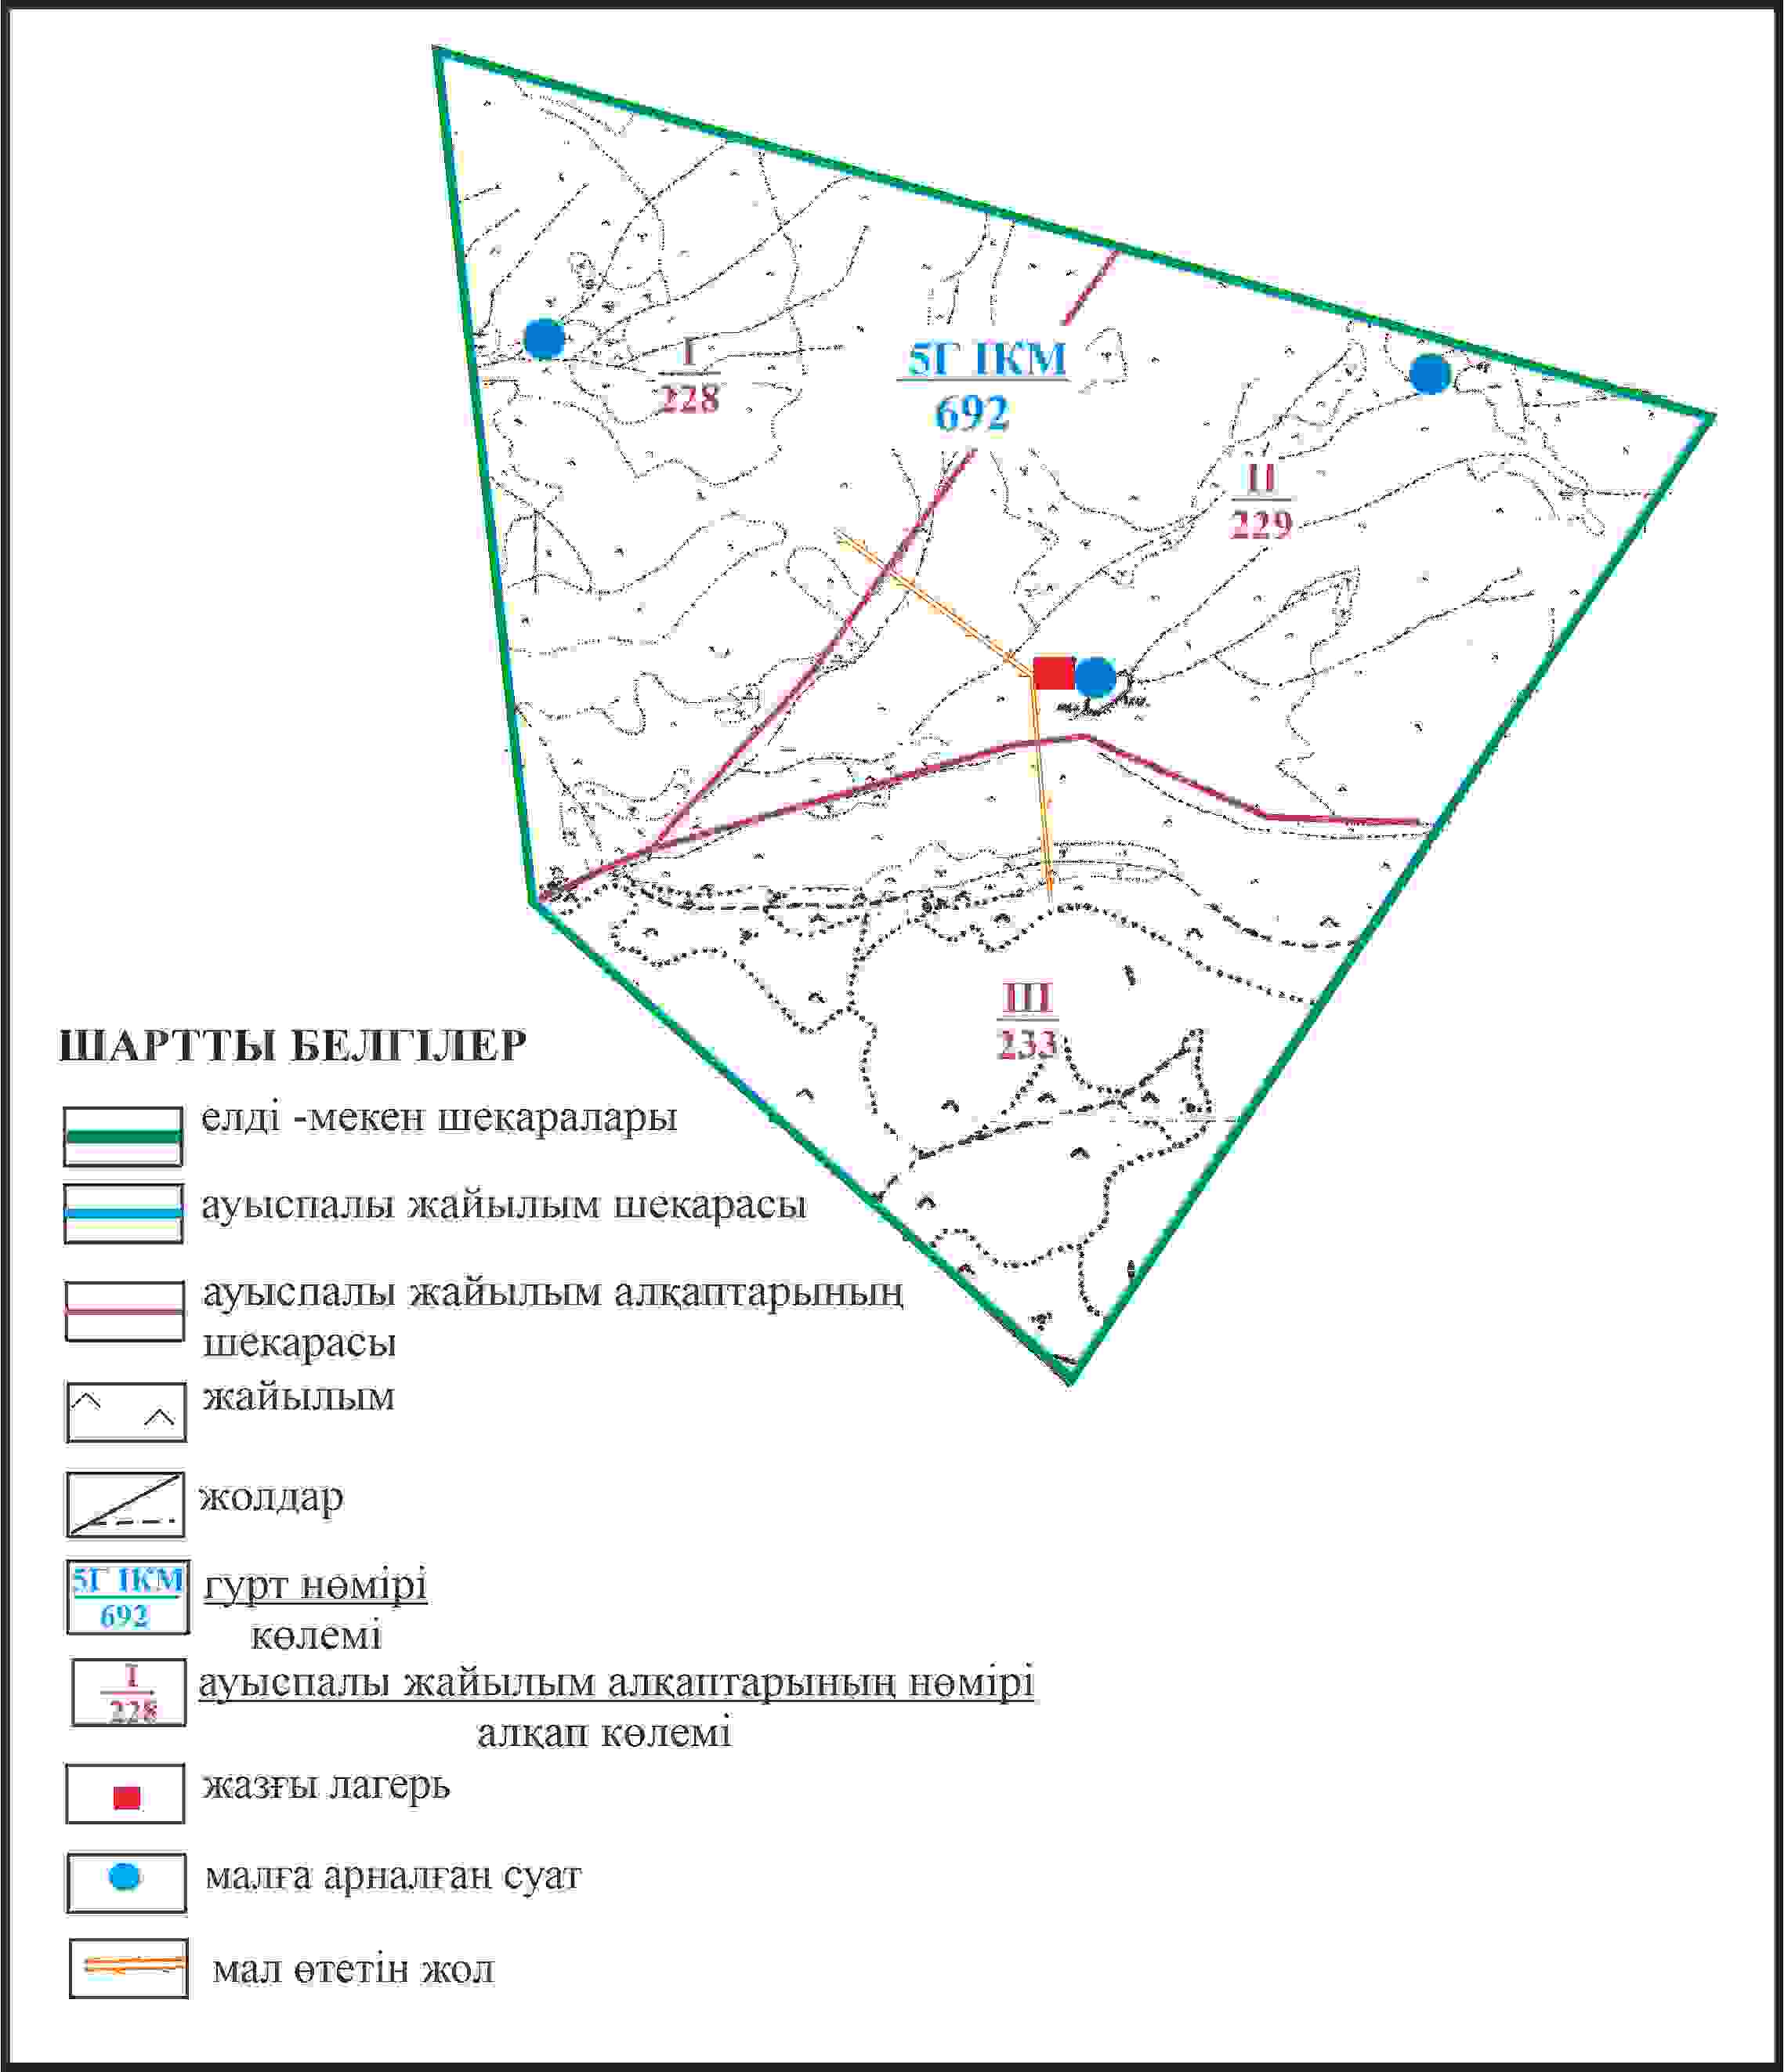 5Г ІКМ
692
I
228
II
229
III
233
ШАРТТЫ БЕЛГІЛЕР
елді -мекен шекаралары
ауыспалы жайылым шекарасы
ауыспалы жайылым алқаптарының
шекарасы
жайылым
жолдар
5Г ІКМ
692
гурт нөмірі
көлемі
I
228
ауыспалы жайылым алқаптарының нөмірі
алқап көлемі
жазғы лагерь
малға арналған суат
мал өтетін жол